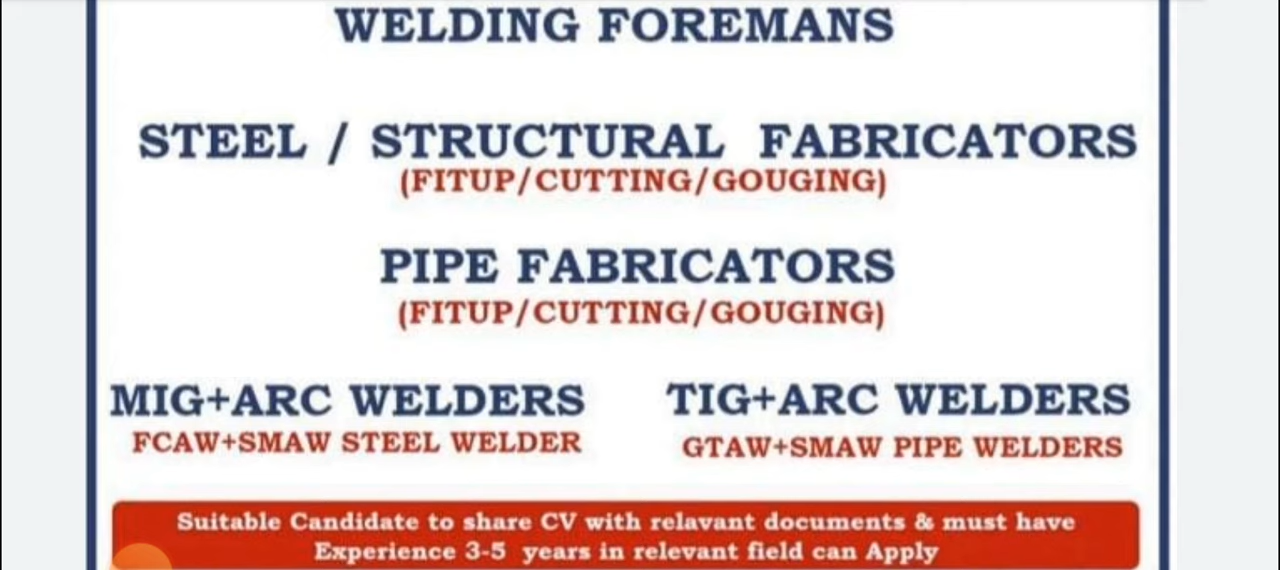 WELDING FOREMANS
STEEL / STRUCTURAL FABRICATORS
(FITUP/CUTTING/GOUGING)
PIPE FABRICATORS
(FITUP/CUTTING/GOUGING)
MIG+ARC WELDERS
FCAW+SMAW STEEL WELDER
TIG+ARC WELDERS
GTAW+SMAW PIPE WELDERS
Suitable Candidate to share CV with relavant documents & must have
Experience 3-5 years in relevant field can Apply